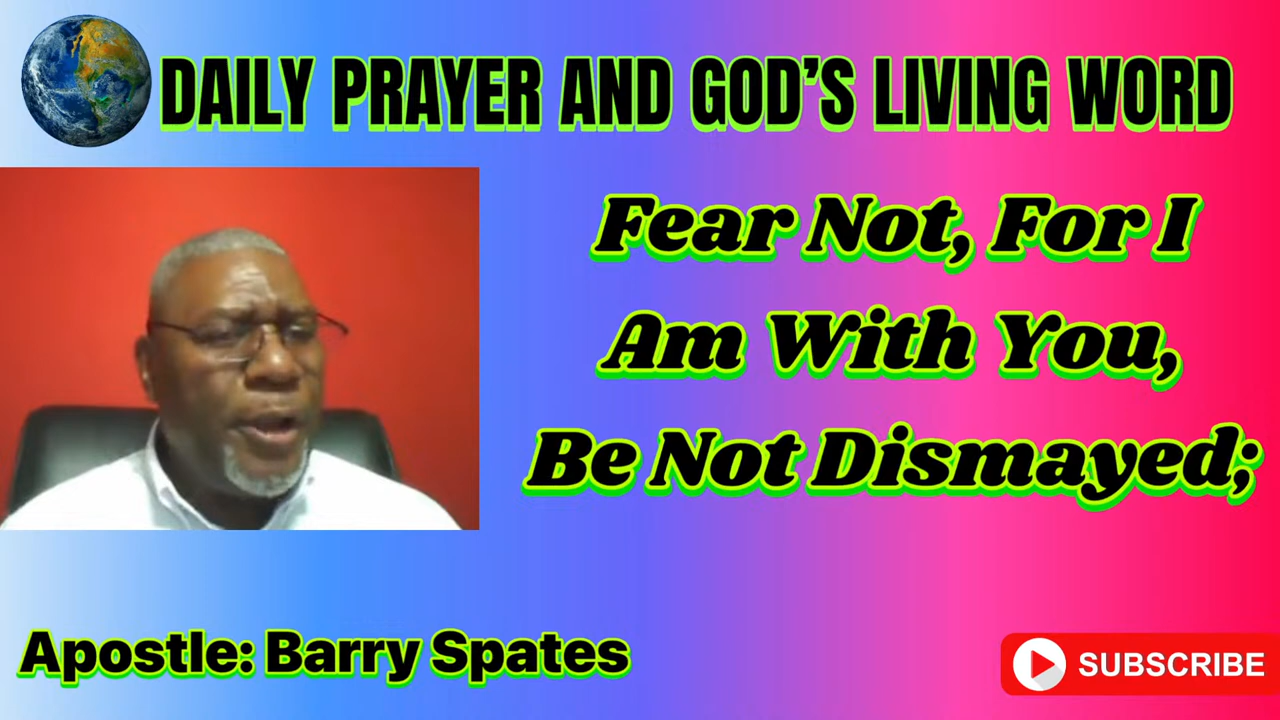 DAILY PRAYER AND GOD'S LIVING WORD
Fear Not, For I
Am With You,
Be Not Dismayed;
Apostle: Barry Spates
SUBSCRIBE